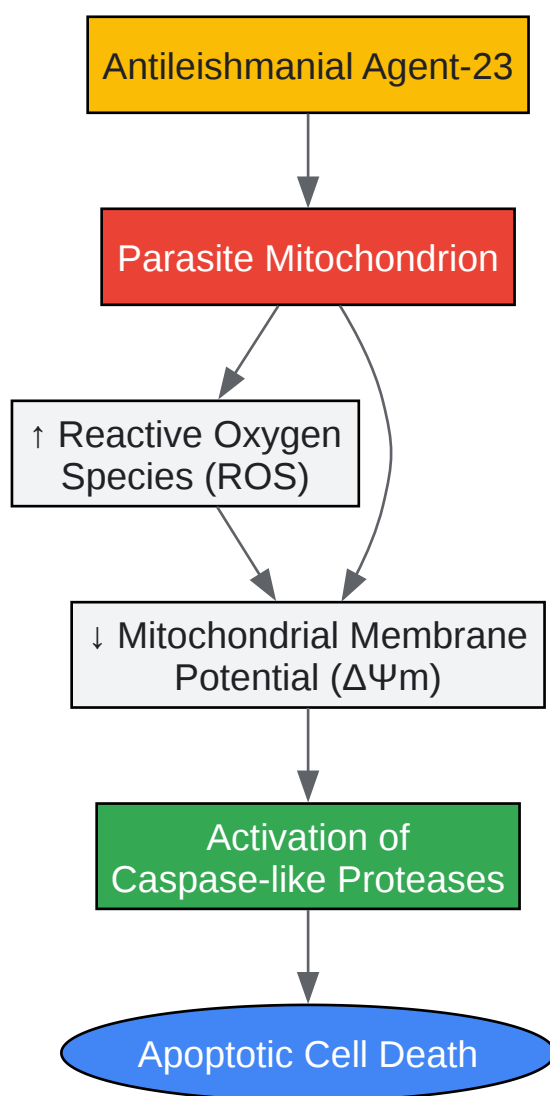 Antileishmanial Agent-23
Parasite Mitochondrion
↑ Reactive Oxygen
Species (ROS)
↓ Mitochondrial Membrane
Potential (ΔΨm)
Activation of
Caspase-like Proteases
Apoptotic Cell Death